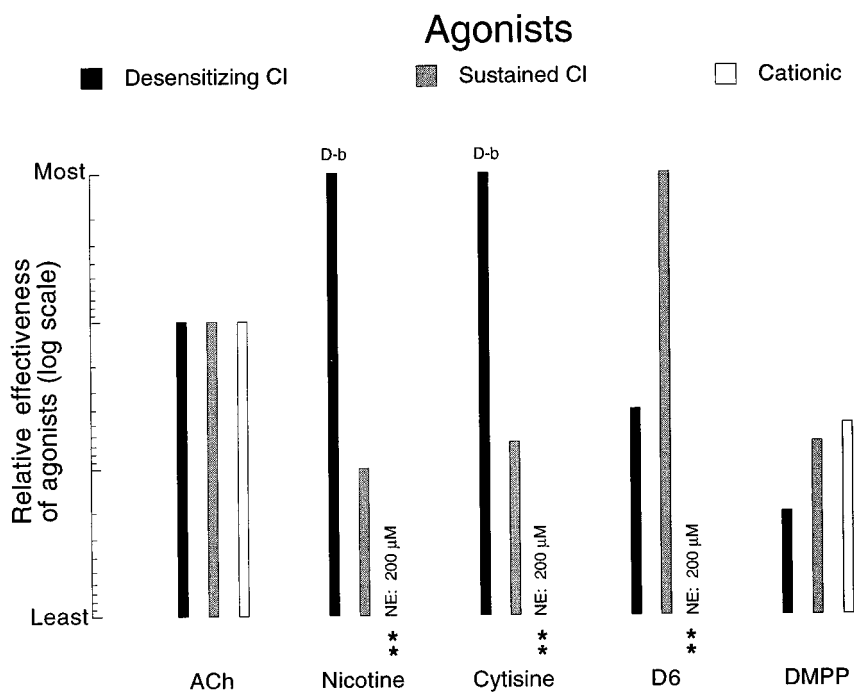 Agonists
Desensitizing Cl
Sustained Cl
Cationic
Relative effectiveness
of agonists (log scale)
Most
Least
D-b
D-b
NE: 200 µM
**
NE: 200 µM
**
NE: 200 µM
**
ACh
Nicotine
Cytisine
D6
DMPP